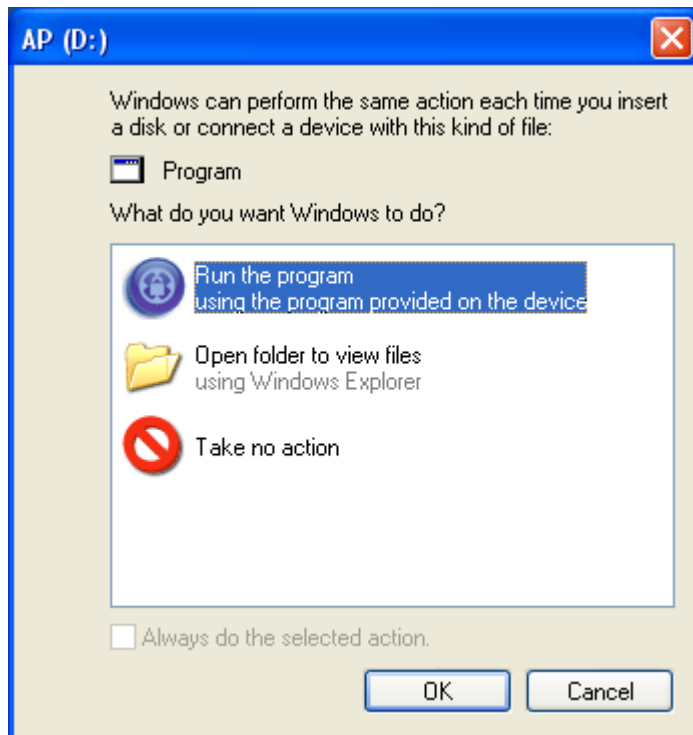 AP (D:)
Windows can perform the same action each time you insert
a disk or connect a device with this kind of file:
Program
What do you want Windows to do?
Run the program
using the program provided on the device
Open folder to view files
using Windows Explorer
Take no action
Always do the selected action.
OK
Cancel